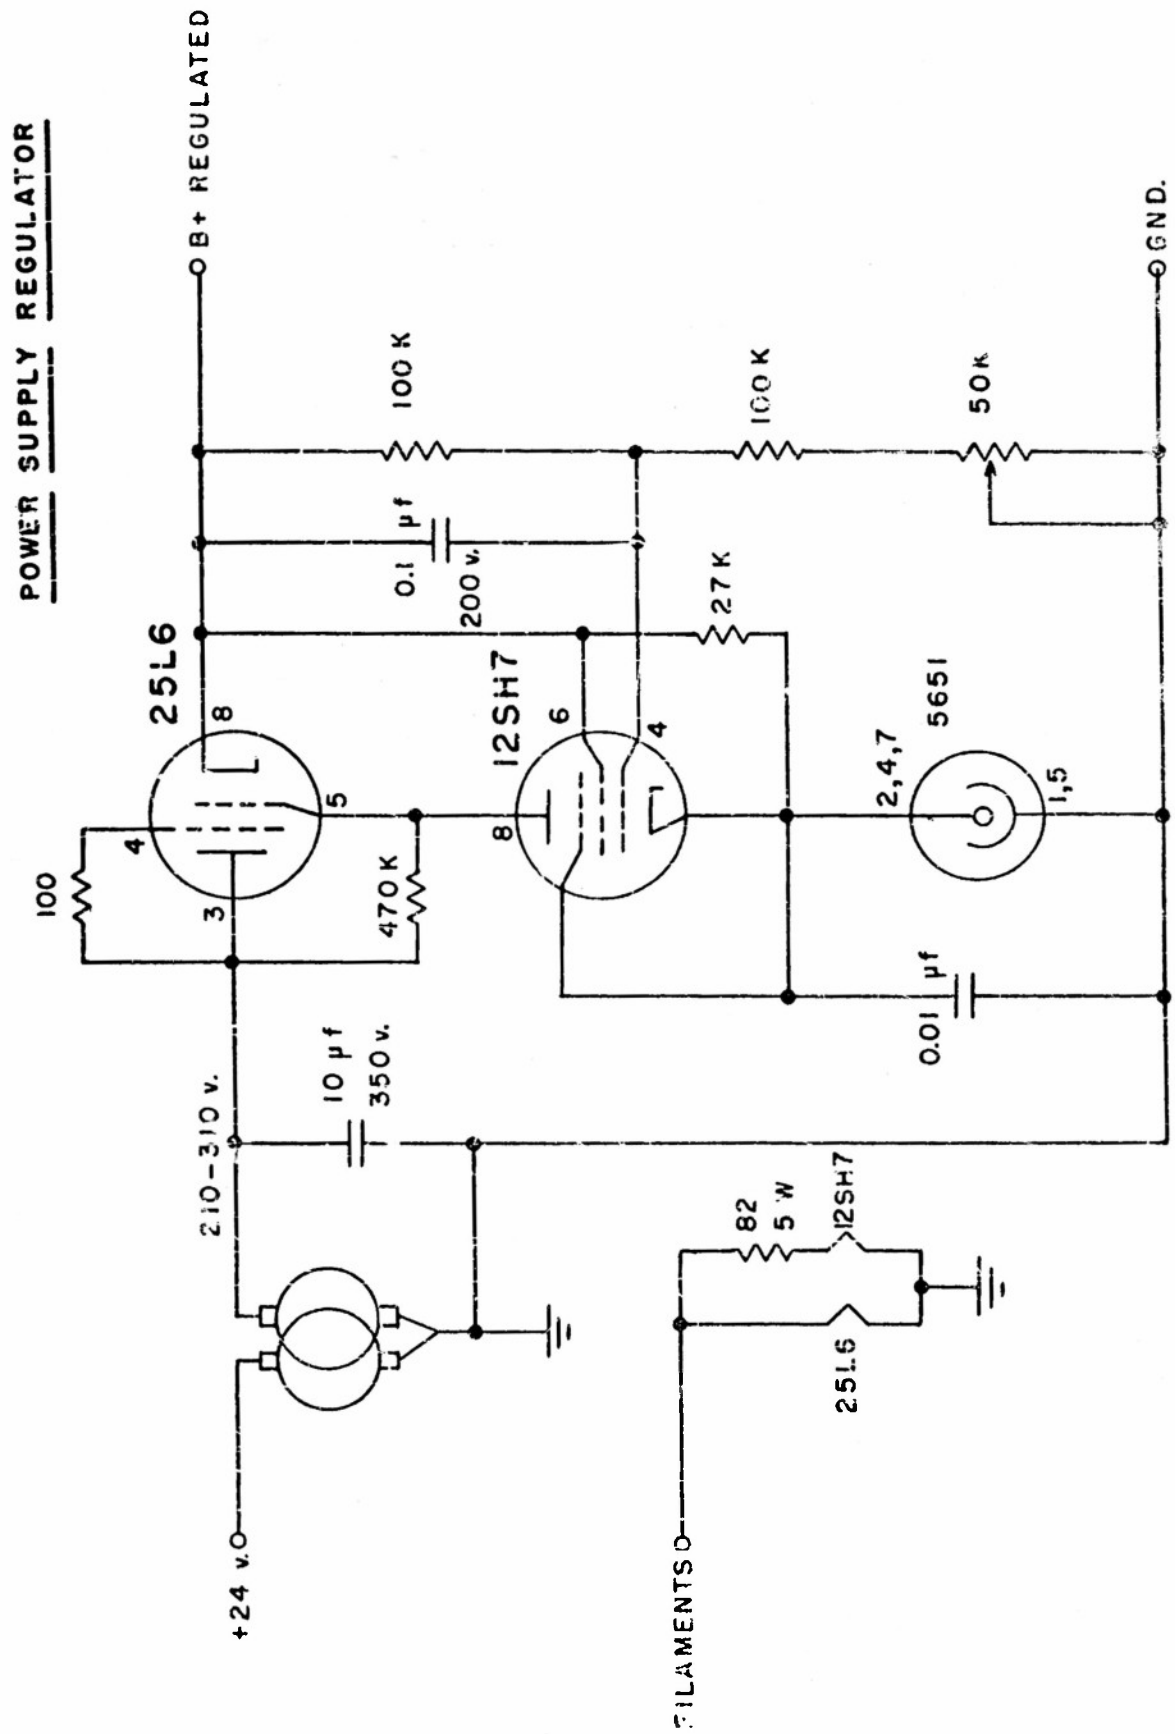 POWER SUPPLY REGULATOR
+24 v.
210-310 v.
10 µf
350 v.
100
4
3
25L6
8
5
470 K
B+ REGULATED
0.1 µf
200 v.
100 K
12SH7
8
6
4
27 K
100 K
50K
2,4,7
5651
1,5
0.01 µf
GND.
FILAMENTS
25L6
82
5 W
12SH7